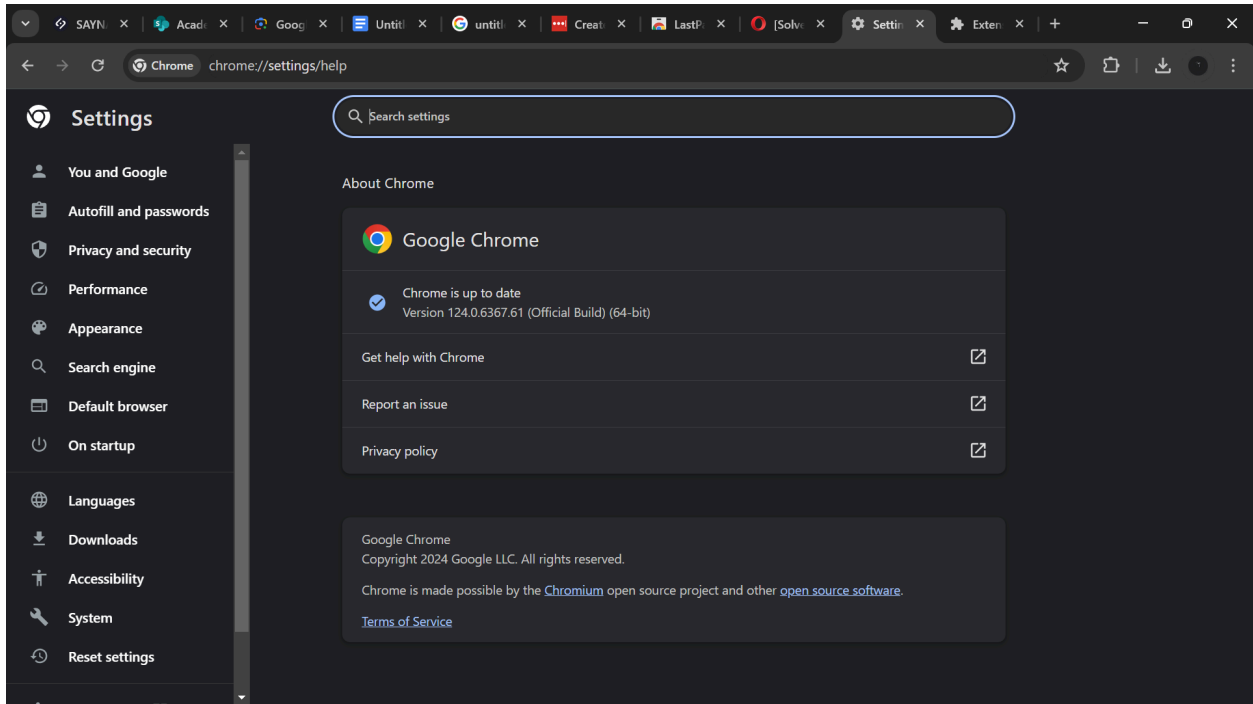 SAYN
Acade
Goog
Untitl
untitl
Creat
LastP
[Solve
Settin
Exten
Chrome
chrome://settings/help
Settings
Search settings
You and Google
Autofill and passwords
Privacy and security
Performance
Appearance
Search engine
Default browser
On startup
Languages
Downloads
Accessibility
System
Reset settings
About Chrome
Google Chrome
Chrome is up to date
Version 124.0.6367.61 (Official Build) (64-bit)
Get help with Chrome
Report an issue
Privacy policy
Google Chrome
Copyright 2024 Google LLC. All rights reserved.
Chrome is made possible by the Chromium open source project and other open source software.
Terms of Service